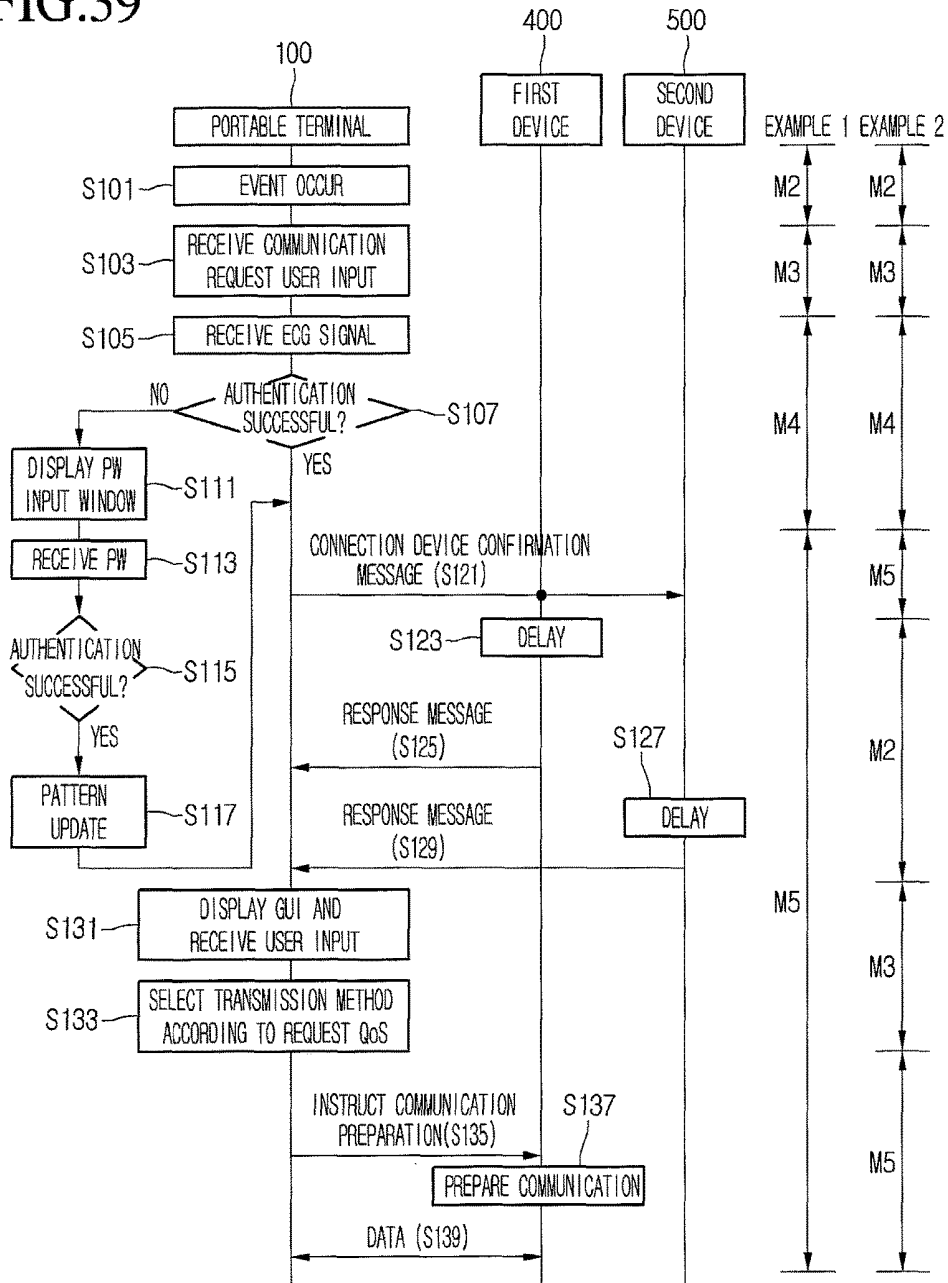 FIG.39
400
500
100
FIRST
DEVICE
SECOND
DEVICE
PORTABLE TERMINAL
EXAMPLE 1
EXAMPLE 2
S101
EVENT OCCUR
M2
M2
S103
RECEIVE COMMUNICATION
REQUEST USER INPUT
M3
M3
S105
RECEIVE ECG SIGNAL
NO
AUTHENTICATION
SUCCESSFUL?
S107
M4
M4
YES
DISPLAY PW
INPUT WINDOW
S111
RECEIVE PW
S113
CONNECTION DEVICE CONFIRMATION
MESSAGE (S121)
M5
AUTHENTICATION
SUCCESSFUL?
S115
S123
DELAY
YES
RESPONSE MESSAGE
(S125)
S127
M2
PATTERN
UPDATE
S117
RESPONSE MESSAGE
(S129)
DELAY
M5
S131
DISPLAY GUI AND
RECEIVE USER INPUT
M3
S133
SELECT TRANSMISSION METHOD
ACCORDING TO REQUEST QoS
INSTRUCT COMMUNICATION
PREPARATION(S135)
S137
M5
PREPARE COMMUNICATION
DATA (S139)